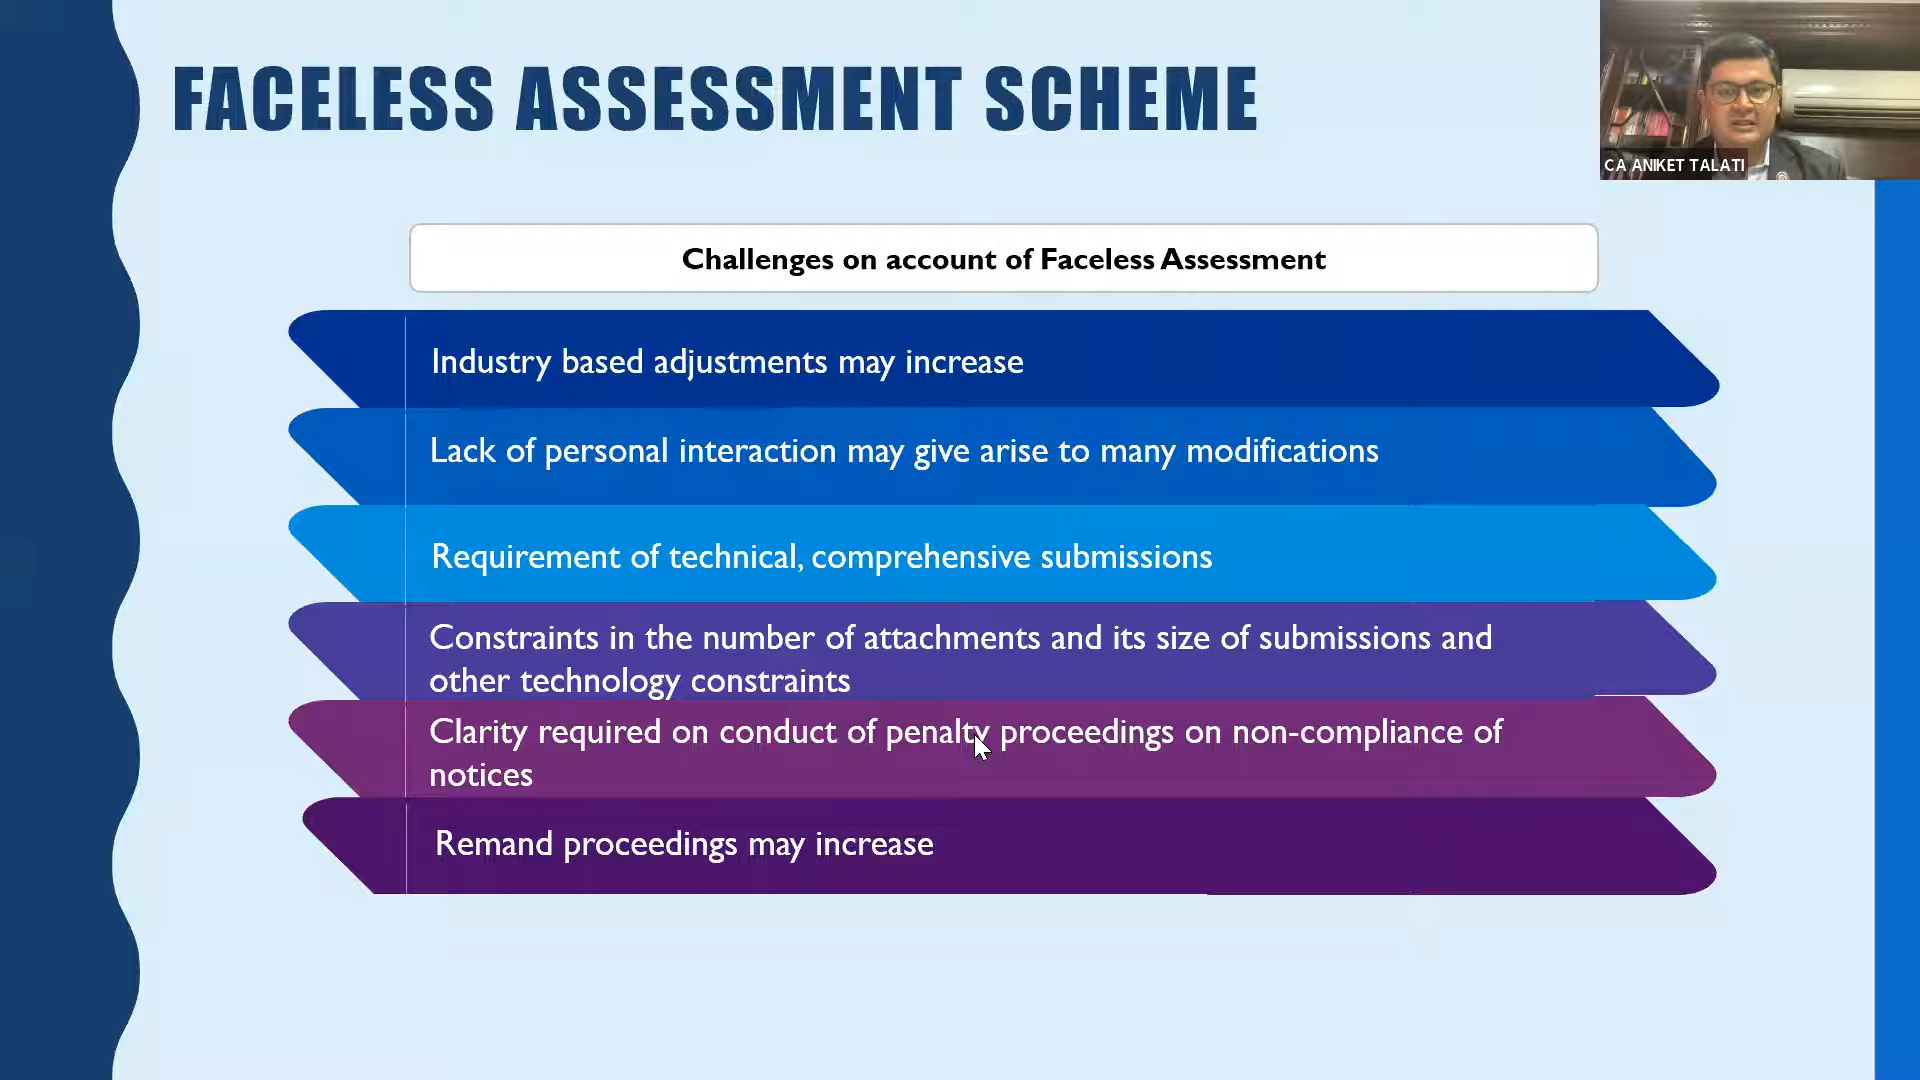 FACELESS ASSESSMENT SCHEME
CA ANIKET TALATI
Challenges on account of Faceless Assessment
Industry based adjustments may increase
Lack of personal interaction may give arise to many modifications
Requirement of technical, comprehensive submissions
Constraints in the number of attachments and its size of submissions and
other technology constraints
Clarity required on conduct of penalty proceedings on non-compliance of
notices
Remand proceedings may increase